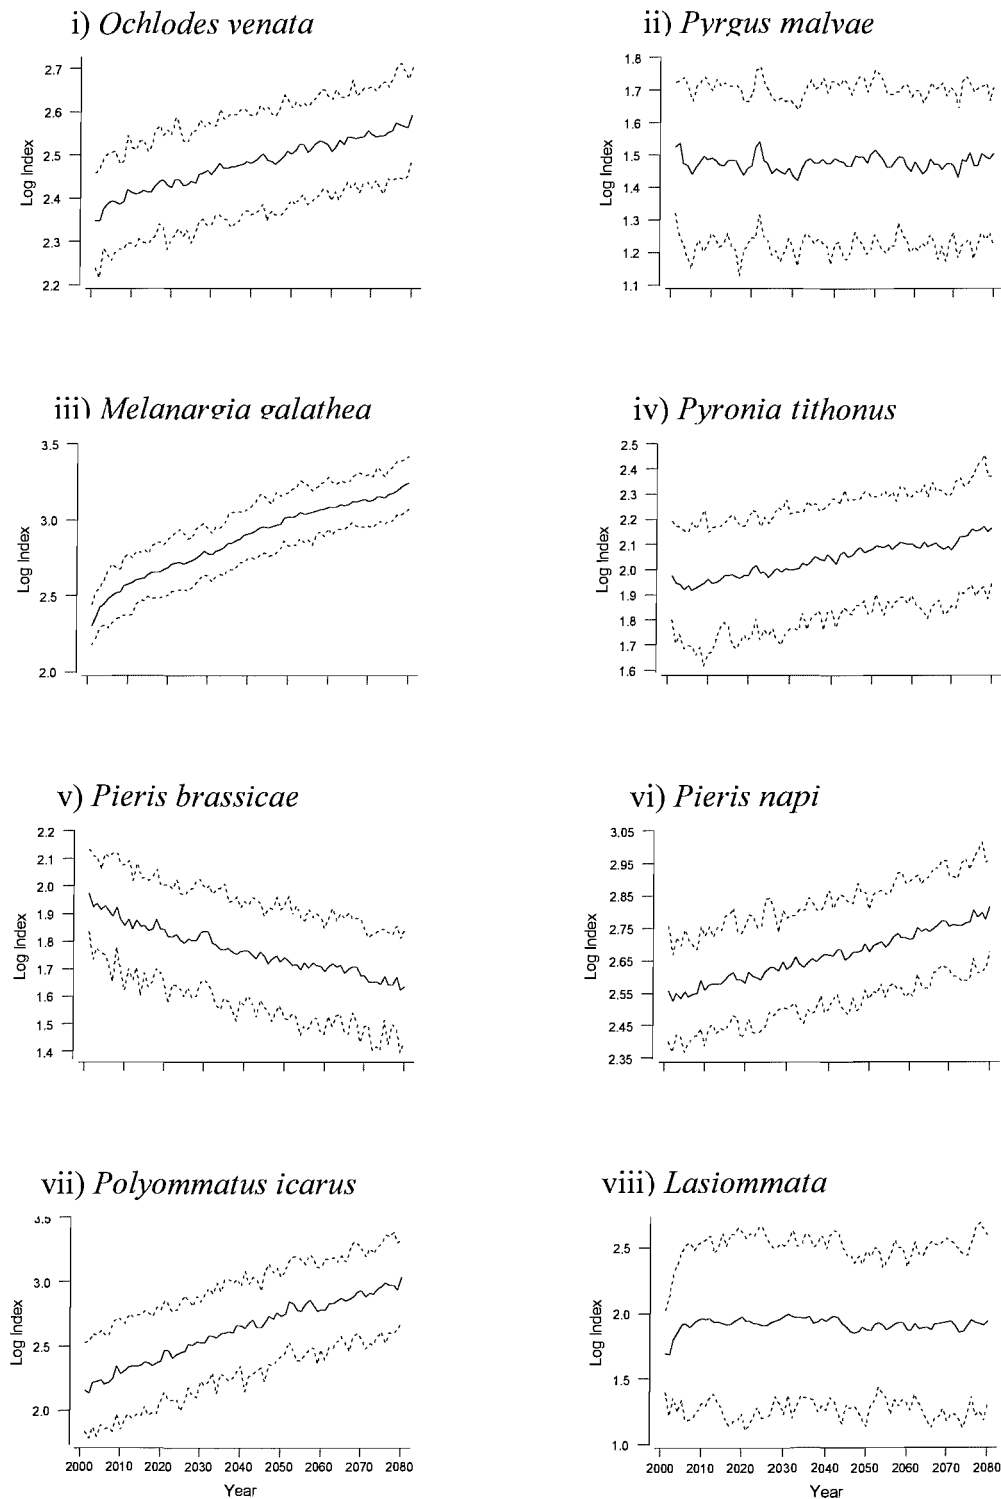 i) Ochlodes venata
ii) Pyrgus malvae
2.7
2.6
2.5
2.4
2.3
2.2
Log Index
1.8
1.7
1.6
1.5
1.4
1.3
1.2
1.1
Log Index
iii) Melanargia galathea
iv) Pyronia tithonus
3.5
3.0
2.5
2.0
Log Index
2.5
2.4
2.3
2.2
2.1
2.0
1.9
1.8
1.7
1.6
Log Index
v) Pieris brassicae
vi) Pieris napi
2.2
2.1
2.0
1.9
1.8
1.7
1.6
1.5
1.4
Log Index
3.05
2.95
2.85
2.75
2.65
2.55
2.45
2.35
Log Index
vii) Polyommatus icarus
viii) Lasiommata
3.5
3.0
2.5
2.0
Log Index
2000 2010 2020 2030 2040 2050 2060 2070 2080
Year
2.5
2.0
1.5
1.0
Log Index
2000 2010 2020 2030 2040 2050 2060 2070 2080
Year